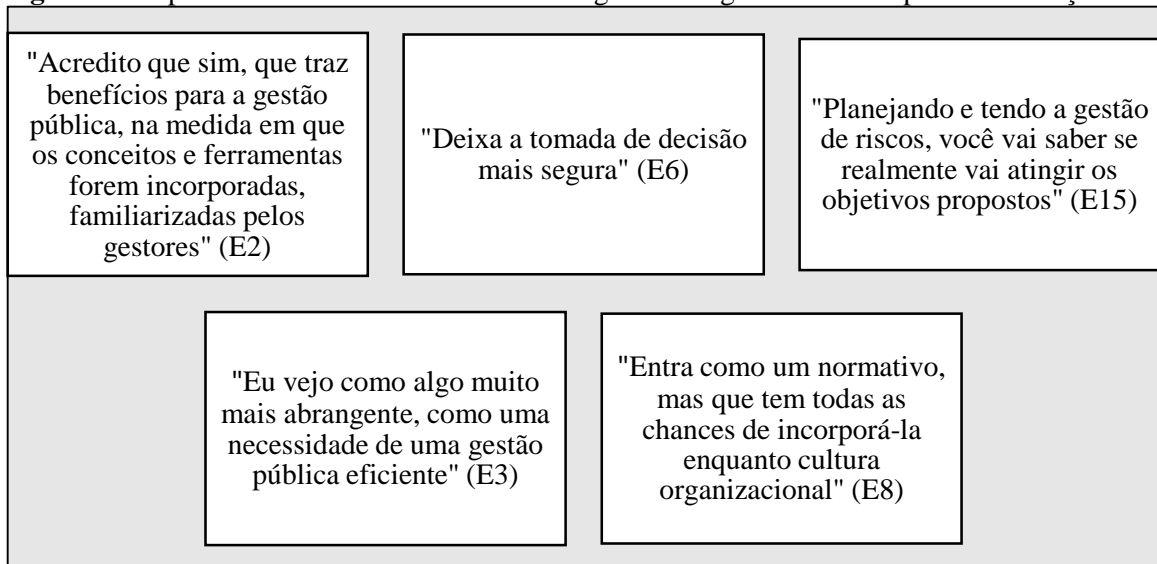 "Acredito que sim, que traz
benefícios para a gestão
pública, na medida em que
os conceitos e ferramentas
forem incorporadas,
familiarizadas pelos
gestores" (E2)
"Deixa a tomada de decisão
mais segura" (E6)
"Planejando e tendo a gestão
de riscos, você vai saber se
realmente vai atingir os
objetivos propostos" (E15)
"Eu vejo como algo muito
mais abrangente, como uma
necessidade de uma gestão
pública eficiente" (E3)
"Entra como um normativo,
mas que tem todas as
chances de incorporá-la
enquanto cultura
organizacional" (E8)